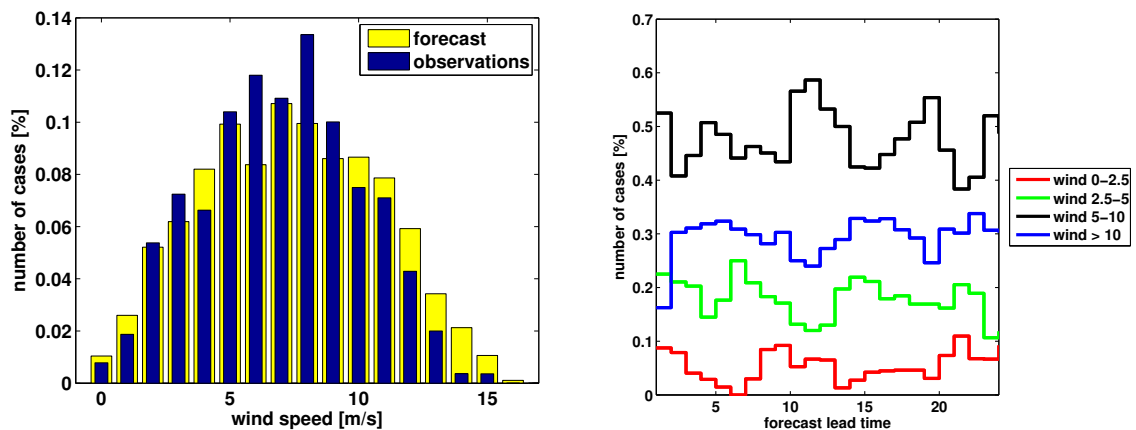 0.14
0.12
0.1
0.08
0.06
0.04
0.02
0
number of cases [%]
forecast
observations
0
5
10
15
wind speed [m/s]
0.7
0.6
0.5
0.4
0.3
0.2
0.1
0
number of cases [%]
5
10
15
20
forecast lead time
wind 0-2.5
wind 2.5-5
wind 5-10
wind > 10